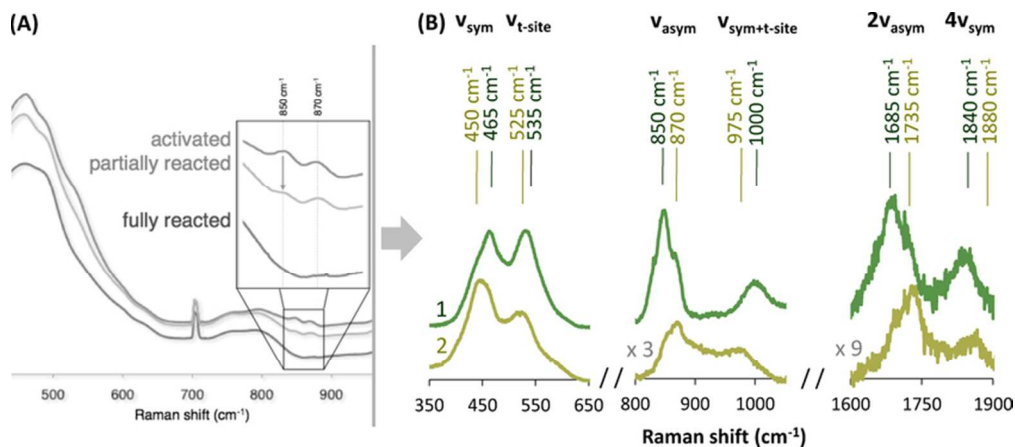 (A)
850 cm⁻¹
870 cm⁻¹
activated
partially reacted
fully reacted
500 600 700 800 900
Raman shift (cm⁻¹)
(B)
νsym νt-site νasym νsym+t-site 2νasym 4νsym
450 cm⁻¹
465 cm⁻¹
525 cm⁻¹
535 cm⁻¹
850 cm⁻¹
870 cm⁻¹
975 cm⁻¹
1000 cm⁻¹
1685 cm⁻¹
1735 cm⁻¹
1840 cm⁻¹
1880 cm⁻¹
1
2
x 3
x 9
350 450 550 650 // 800 900 1000 // 1600 1750 1900
Raman shift (cm⁻¹)